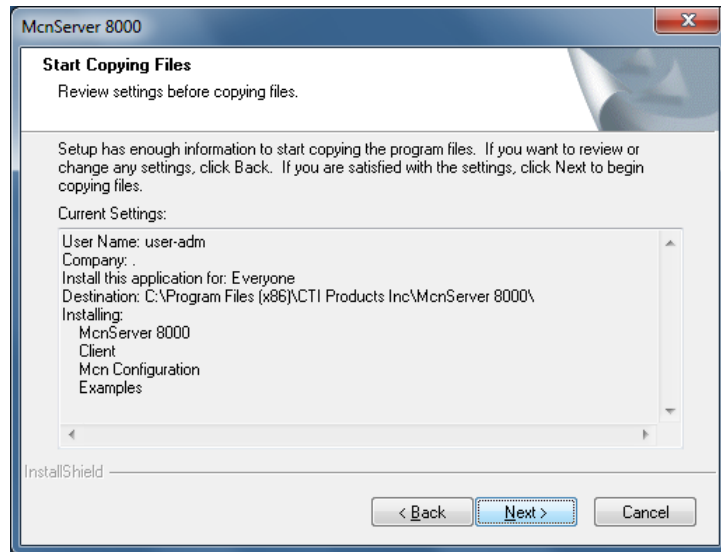 McnServer 8000
Start Copying Files
Review settings before copying files.
Setup has enough information to start copying the program files. If you want to review or
change any settings, click Back. If you are satisfied with the settings, click Next to begin
copying files.
Current Settings:
User Name: user-adm
Company: .
Install this application for: Everyone
Destination: C:\Program Files (x86)\CTI Products Inc\McnServer 8000\
Installing:
McnServer 8000
Client
Mcn Configuration
Examples
InstallShield
< Back
Next >
Cancel